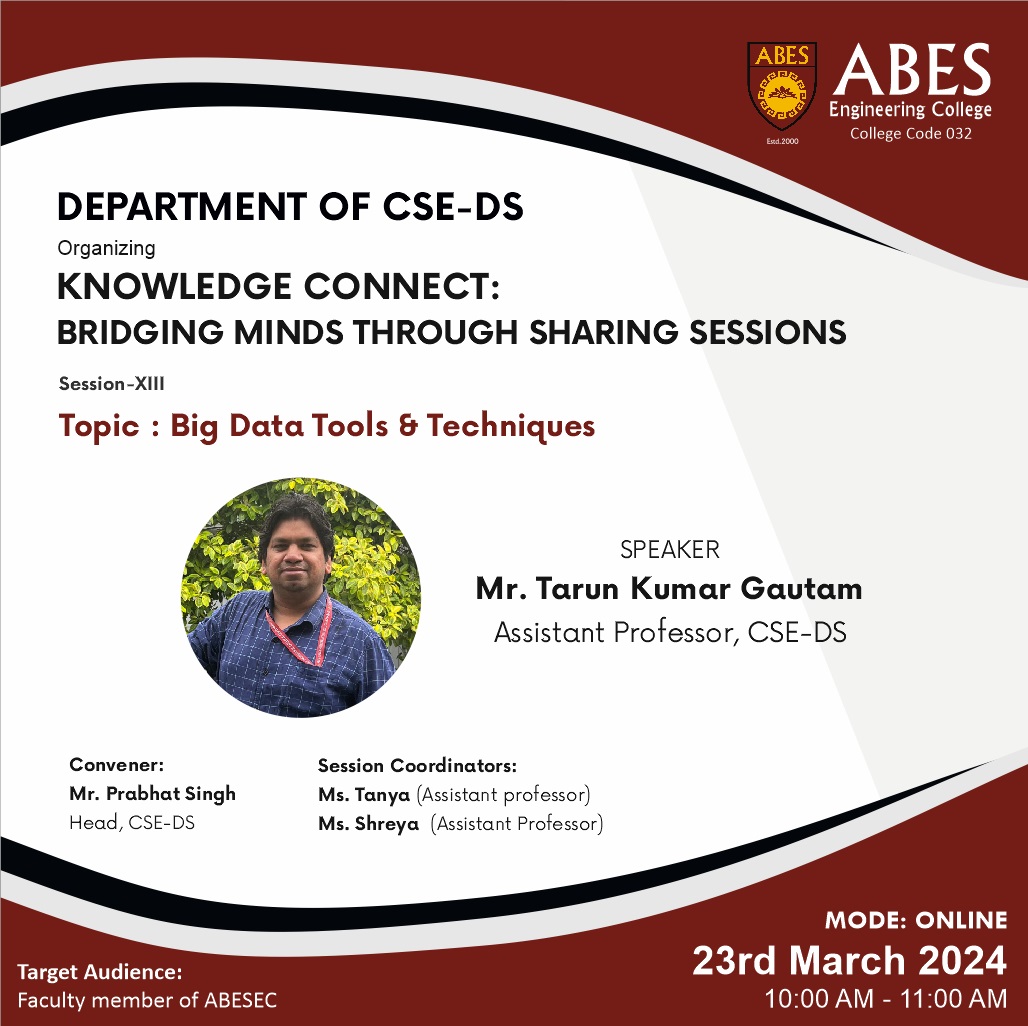 ABES
Estd.2000
ABES
Engineering College
College Code 032
DEPARTMENT OF CSE-DS
Organizing
KNOWLEDGE CONNECT:
BRIDGING MINDS THROUGH SHARING SESSIONS
Session-XIII
Topic : Big Data Tools & Techniques
SPEAKER
Mr. Tarun Kumar Gautam
Assistant Professor, CSE-DS
Convener:
Mr. Prabhat Singh
Head, CSE-DS
Session Coordinators:
Ms. Tanya (Assistant professor)
Ms. Shreya (Assistant Professor)
Target Audience:
Faculty member of ABESEC
MODE: ONLINE
23rd March 2024
10:00 AM - 11:00 AM